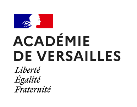 ACADÉMIE
DE VERSAILLES
Liberté
Égalité
Fraternité